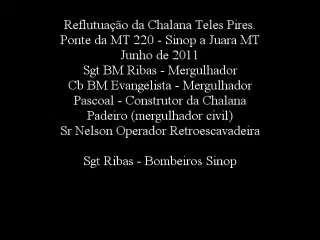 Reflutuação da Chalana Teles Pires.
Ponte da MT 220 - Sinop a Juara MT
Junho de 2011
Sgt BM Ribas - Mergulhador
Cb BM Evangelista - Mergulhador
Pascoal - Construtor da Chalana
Padeiro (mergulhador civil)
Sr Nelson Operador Retroescavadeira
Sgt Ribas - Bombeiros Sinop